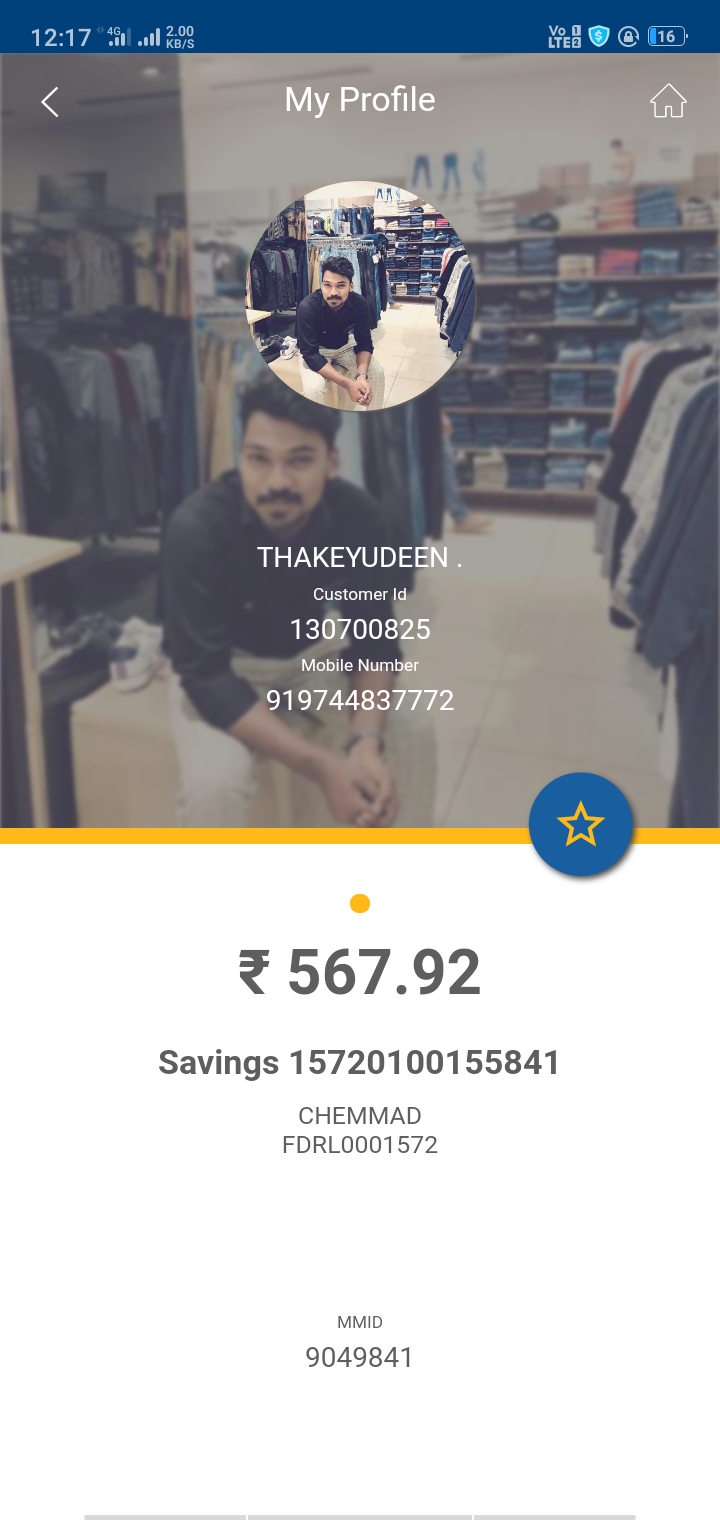 12:17 4G 2.00 KB/S Vo LTE 1 2 16
My Profile
THAKEYUDEEN .
Customer Id
130700825
Mobile Number
919744837772
₹ 567.92
Savings 15720100155841
CHEMMAD
FDRL0001572
MMID
9049841